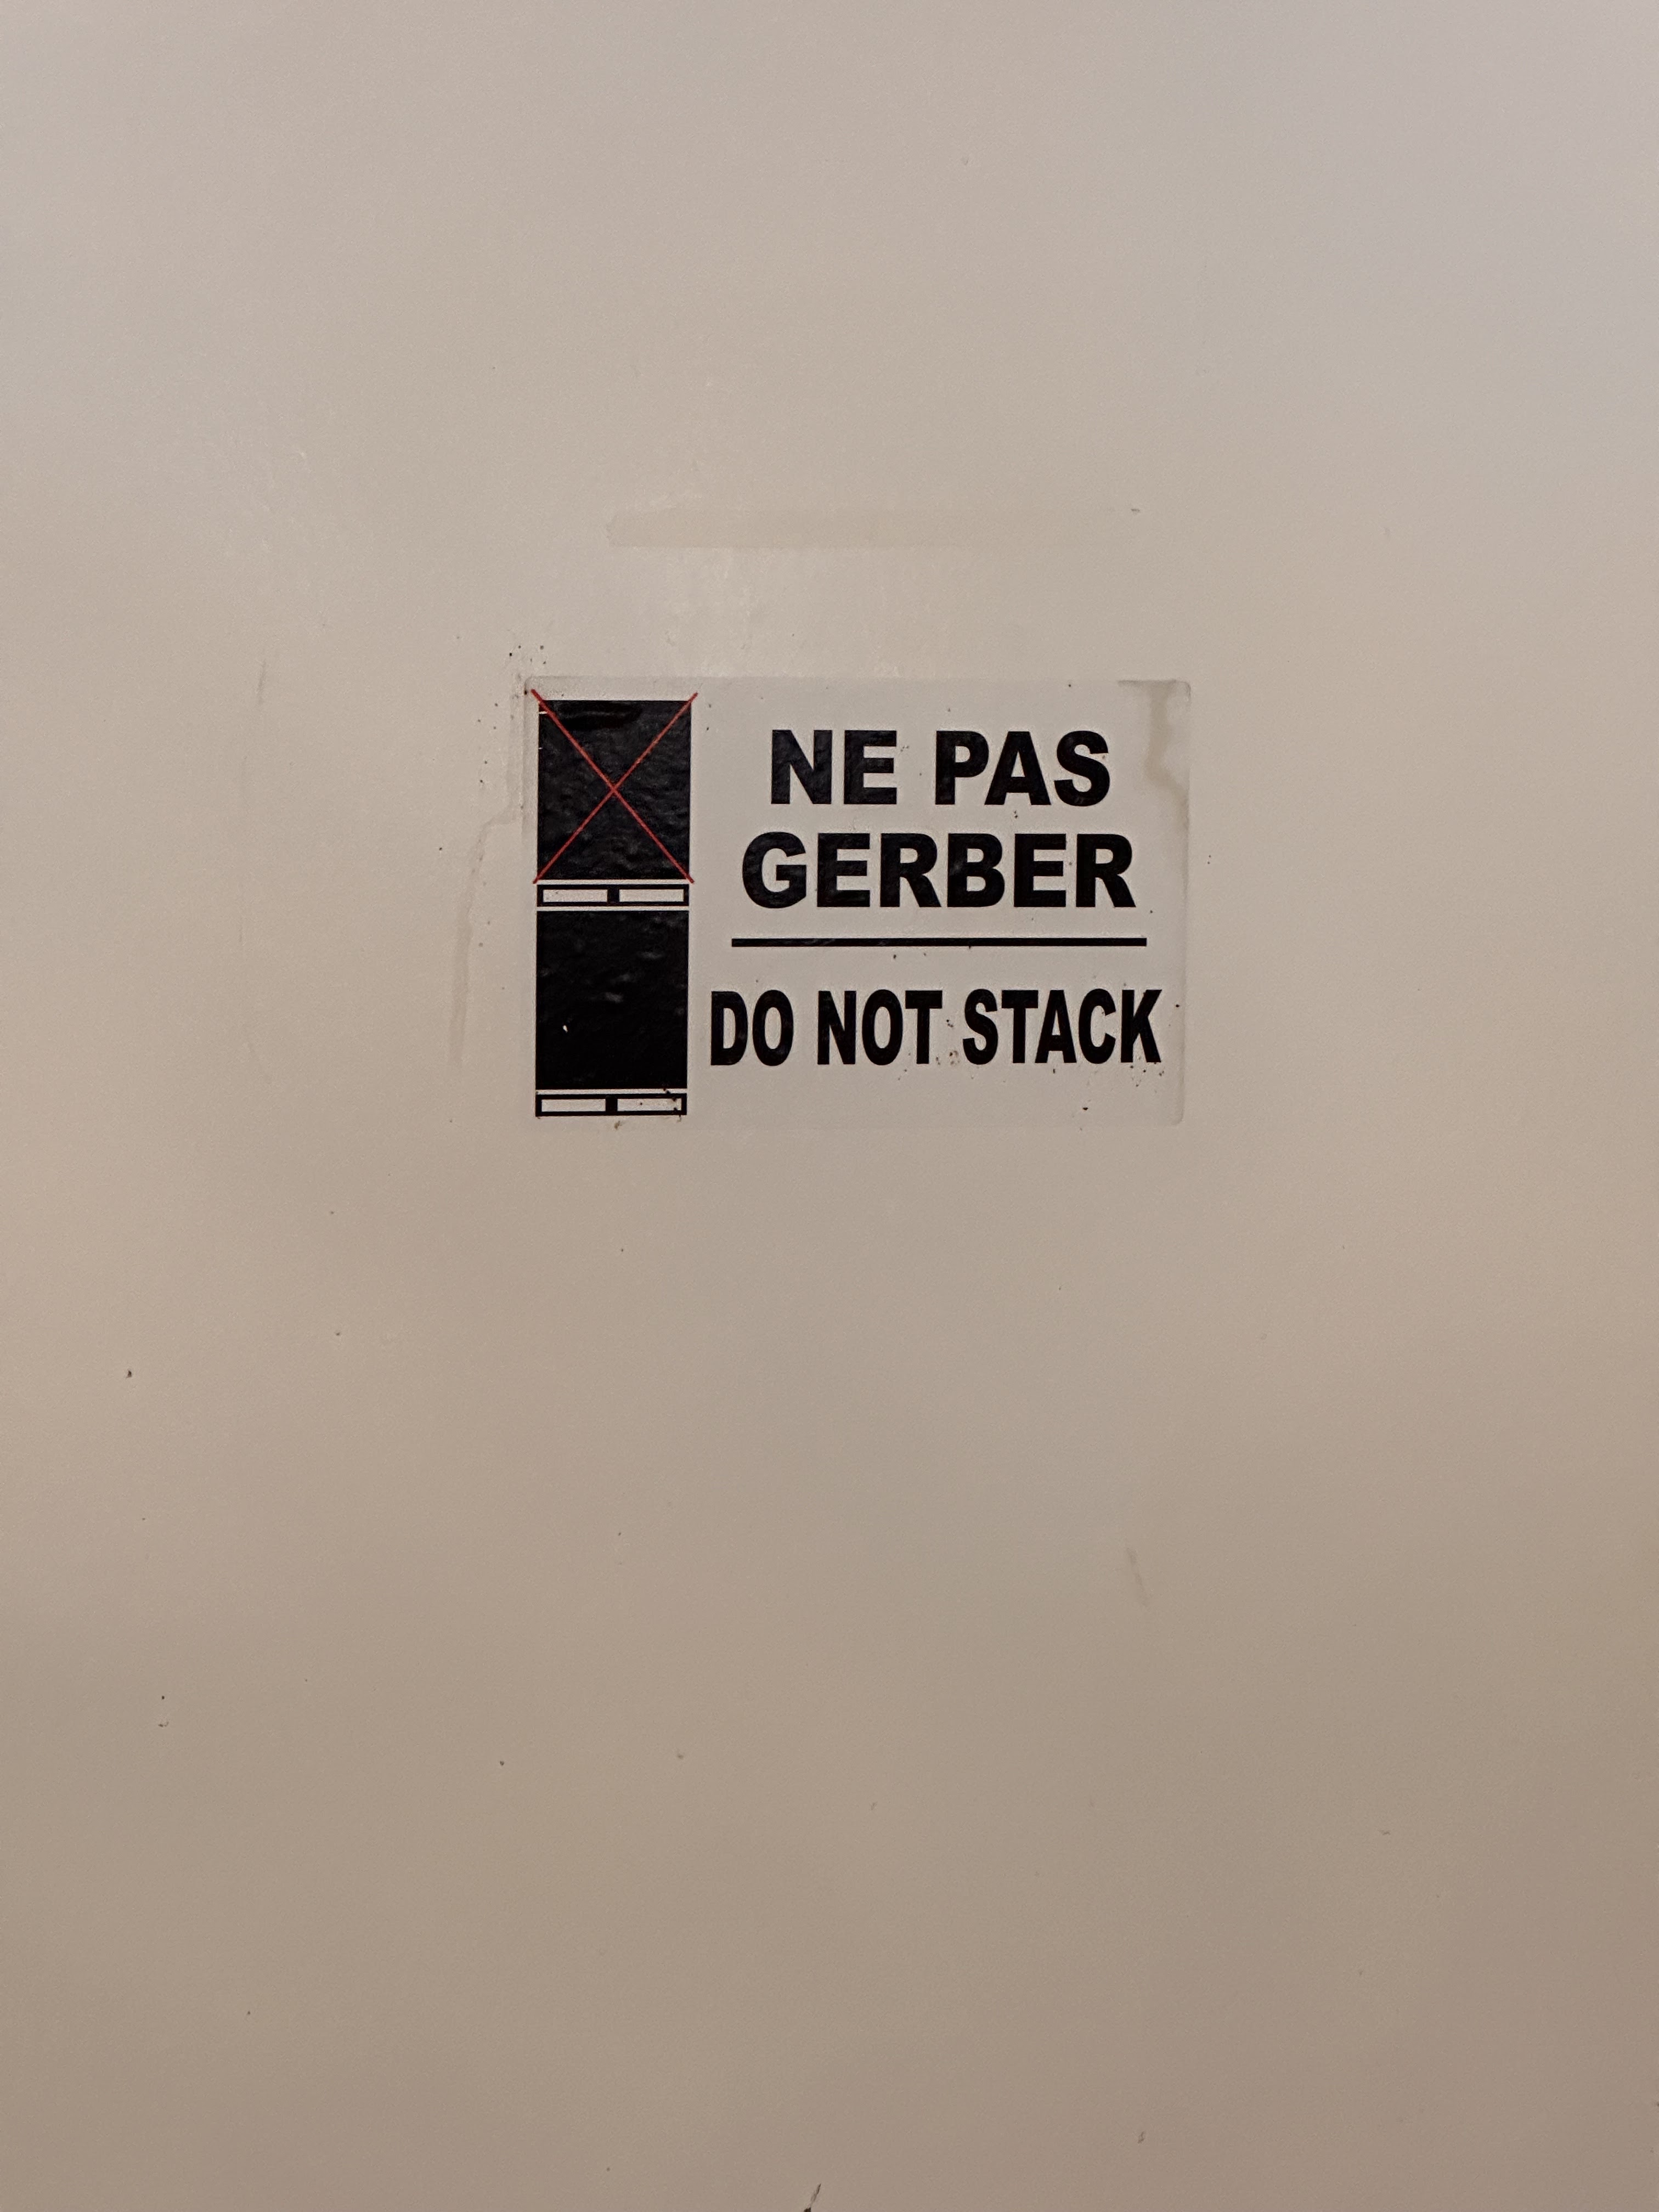 NE PAS
GERBER
DO NOT STACK